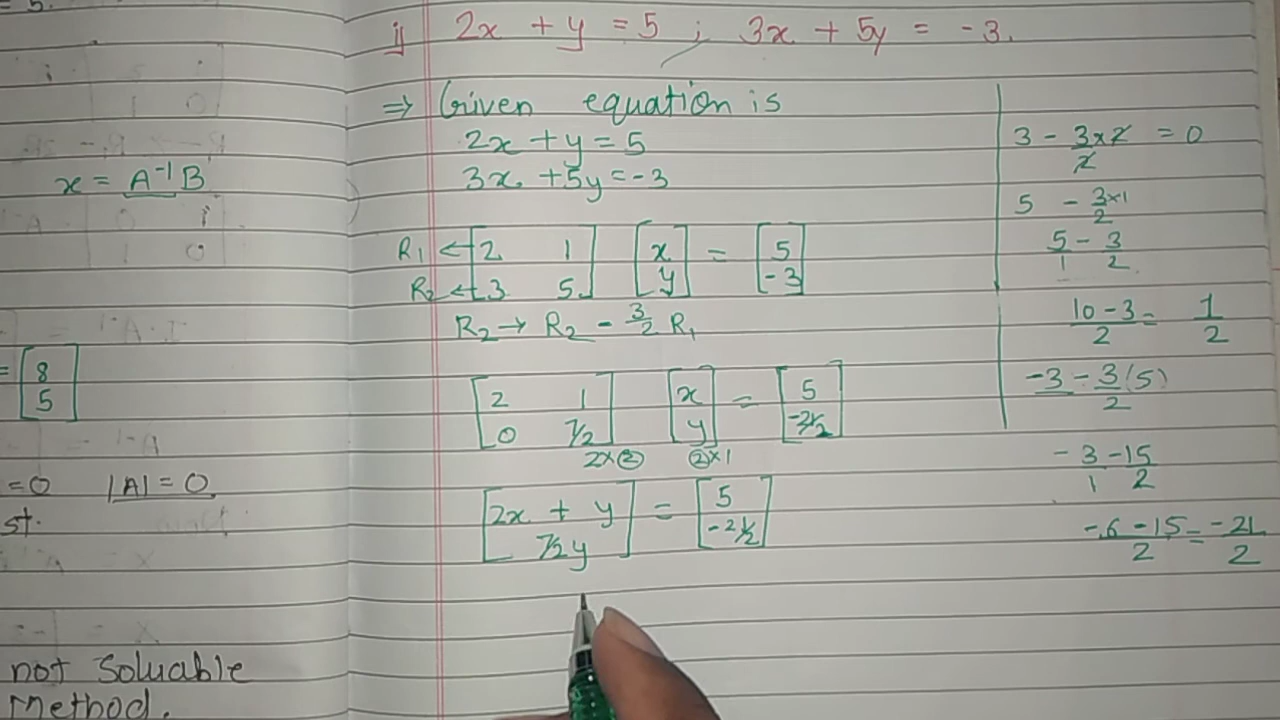 = 5.
x = A⁻¹ B
= [8
5]
= 0 |A| = 0
st.
not Soluable
Method.
i) 2x + y = 5 ; 3x + 5y = -3.
⇒ Given equation is
2x + y = 5
3x + 5y = -3
R₁ ← [2 1] [x] = [5]
R₂ ← [3 5] [y] [-3]
R₂ → R₂ - 3/2 R₁
[2 1] [x] = [5]
[0 7/2] [y] [-21/2]
2×2 2×1
[2x + y] = [5]
[7/2 y] [-21/2]
3 - 3×2/2 = 0
5 - 3×1/2
5/1 - 3/2
10-3/2 = 7/2
-3 - 3/2 (5)
-3/1 - 15/2
-6-15/2 = -21/2